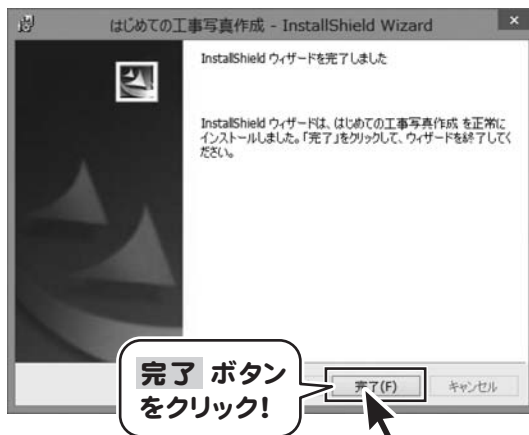 はじめての工事写真作成 - InstallShield Wizard
InstallShield ウィザードを完了しました
InstallShield ウィザードは、はじめての工事写真作成 を正常に
インストールしました。「完了」をクリックして、ウィザードを終了してく
ださい。
完了 ボタン
をクリック!
完了(F)
キャンセル